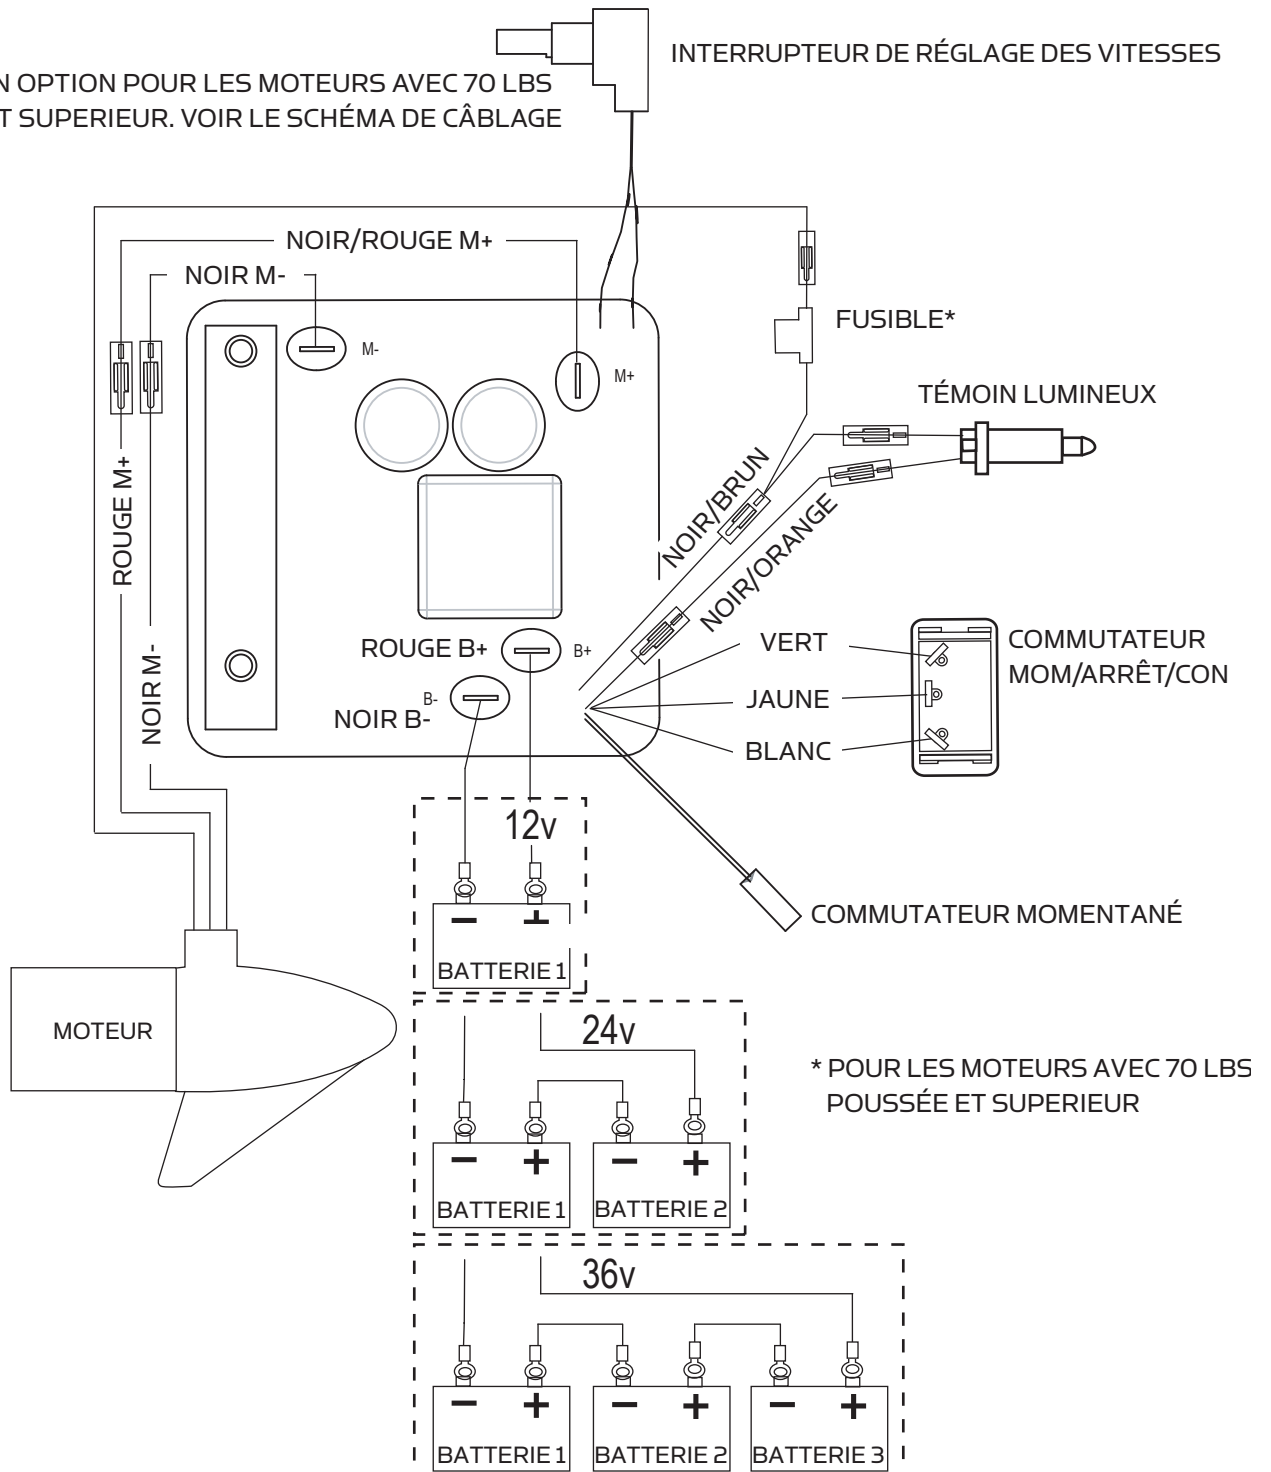 INTERRUPTEUR DE RÉGLAGE DES VITESSES
N OPTION POUR LES MOTEURS AVEC 70 LBS
T SUPERIEUR. VOIR LE SCHÉMA DE CÂBLAGE
NOIR/ROUGE M+
NOIR M-
FUSIBLE*
M-
M+
TÉMOIN LUMINEUX
ROUGE M+
NOIR M-
NOIR/BRUN
NOIR/ORANGE
ROUGE B+
B+
B-
NOIR B-
VERT
JAUNE
BLANC
COMMUTATEUR
MOM/ARRÊT/CON
12v
- +
BATTERIE 1
COMMUTATEUR MOMENTANÉ
MOTEUR
24v
- + - +
BATTERIE 1 BATTERIE 2
* POUR LES MOTEURS AVEC 70 LBS
POUSSÉE ET SUPERIEUR
36v
- + - + - +
BATTERIE 1 BATTERIE 2 BATTERIE 3